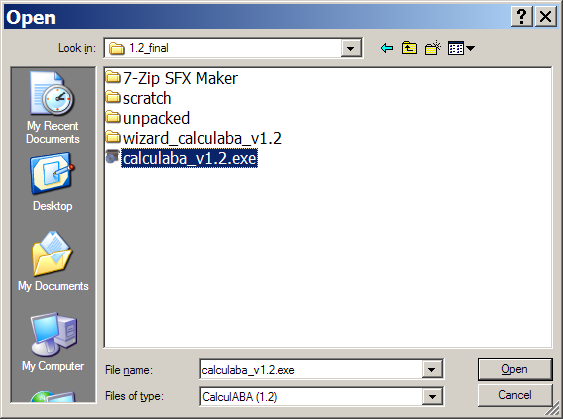 Open
Look in: 1.2_final
7-Zip SFX Maker
scratch
unpacked
wizard_calculaba_v1.2
calculaba_v1.2.exe
My Recent
Documents
Desktop
My Documents
My Computer
File name: calculaba_v1.2.exe Open
Files of type: CalculABA (1.2) Cancel